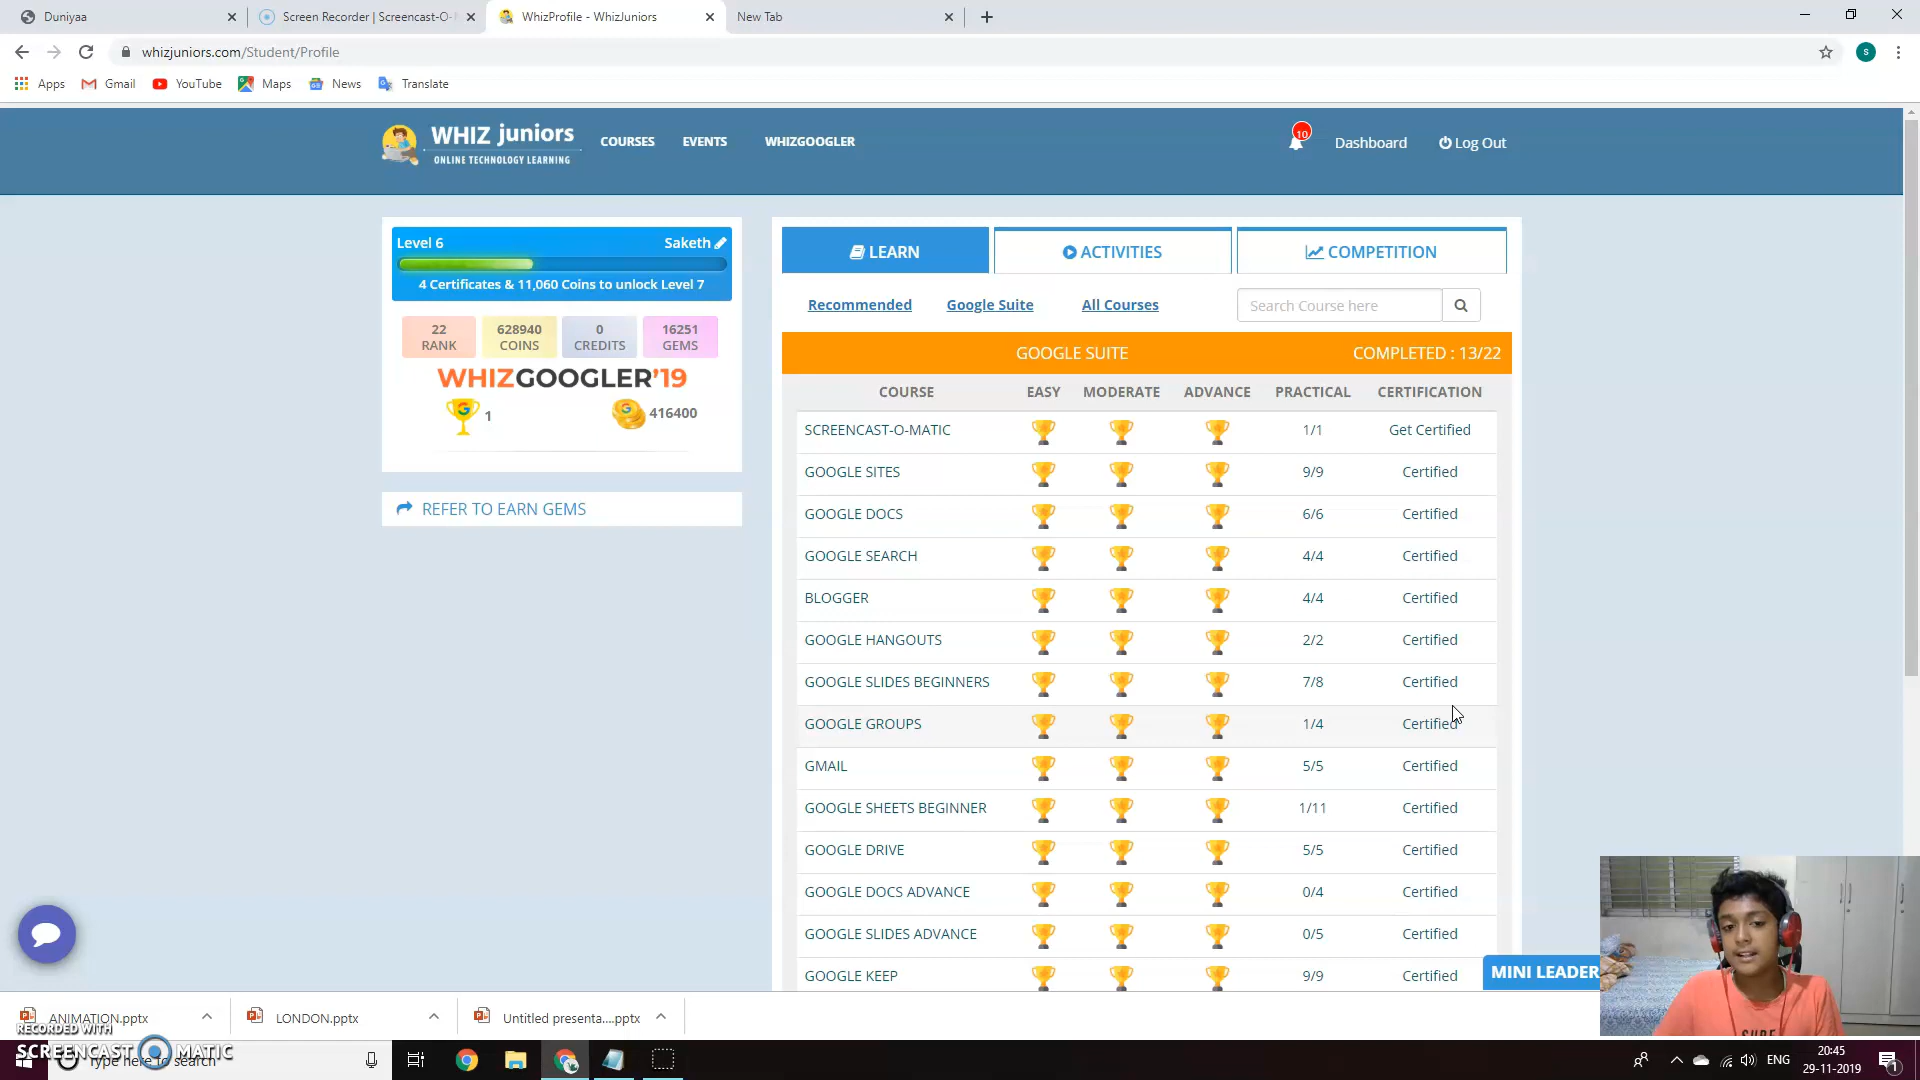 Duniyaa
Screen Recorder | Screencast-O-
WhizProfile - WhizJuniors
New Tab
whizjuniors.com/Student/Profile
S
Apps
Gmail
YouTube
Maps
News
Translate
WHIZ juniors
ONLINE TECHNOLOGY LEARNING
COURSES
EVENTS
WHIZGOOGLER
10
Dashboard
Log Out
Level 6
Saketh
4 Certificates & 11,060 Coins to unlock Level 7
22
RANK
628940
COINS
0
CREDITS
16251
GEMS
WHIZGOOGLER'19
1
416400
REFER TO EARN GEMS
LEARN
ACTIVITIES
COMPETITION
Recommended
Google Suite
All Courses
Search Course here
GOOGLE SUITE
COMPLETED : 13/22
COURSE EASY MODERATE ADVANCE PRACTICAL CERTIFICATION
SCREENCAST-O-MATIC 1/1 Get Certified
GOOGLE SITES 9/9 Certified
GOOGLE DOCS 6/6 Certified
GOOGLE SEARCH 4/4 Certified
BLOGGER 4/4 Certified
GOOGLE HANGOUTS 2/2 Certified
GOOGLE SLIDES BEGINNERS 7/8 Certified
GOOGLE GROUPS 1/4 Certified
GMAIL 5/5 Certified
GOOGLE SHEETS BEGINNER 1/11 Certified
GOOGLE DRIVE 5/5 Certified
GOOGLE DOCS ADVANCE 0/4 Certified
GOOGLE SLIDES ADVANCE 0/5 Certified
GOOGLE KEEP 9/9 Certified
MINI LEADER
ANIMATION.pptx
LONDON.pptx
Untitled presenta....pptx
RECORDED WITH
SCREENCAST MATIC
Type here to search
ENG
20:45
29-11-2019
1